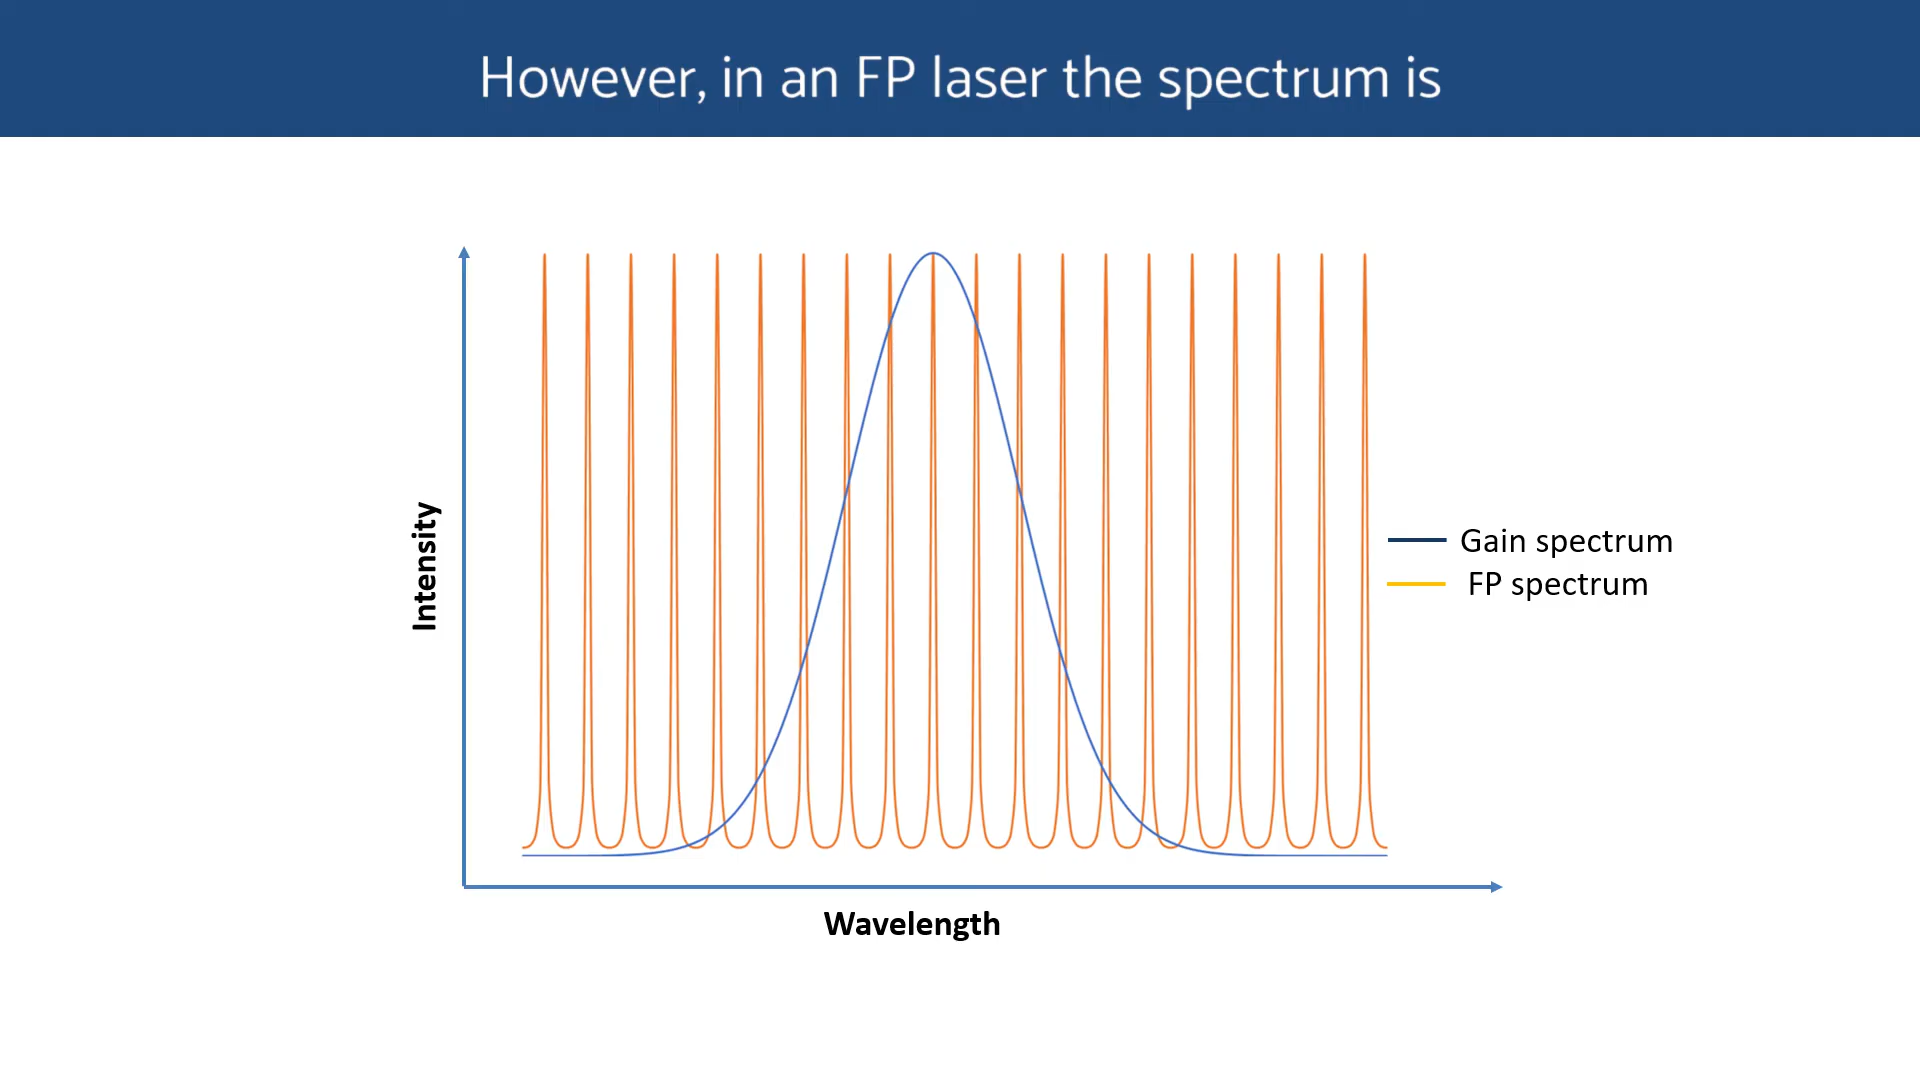 However, in an FP laser the spectrum is
Intensity
Gain spectrum
FP spectrum
Wavelength